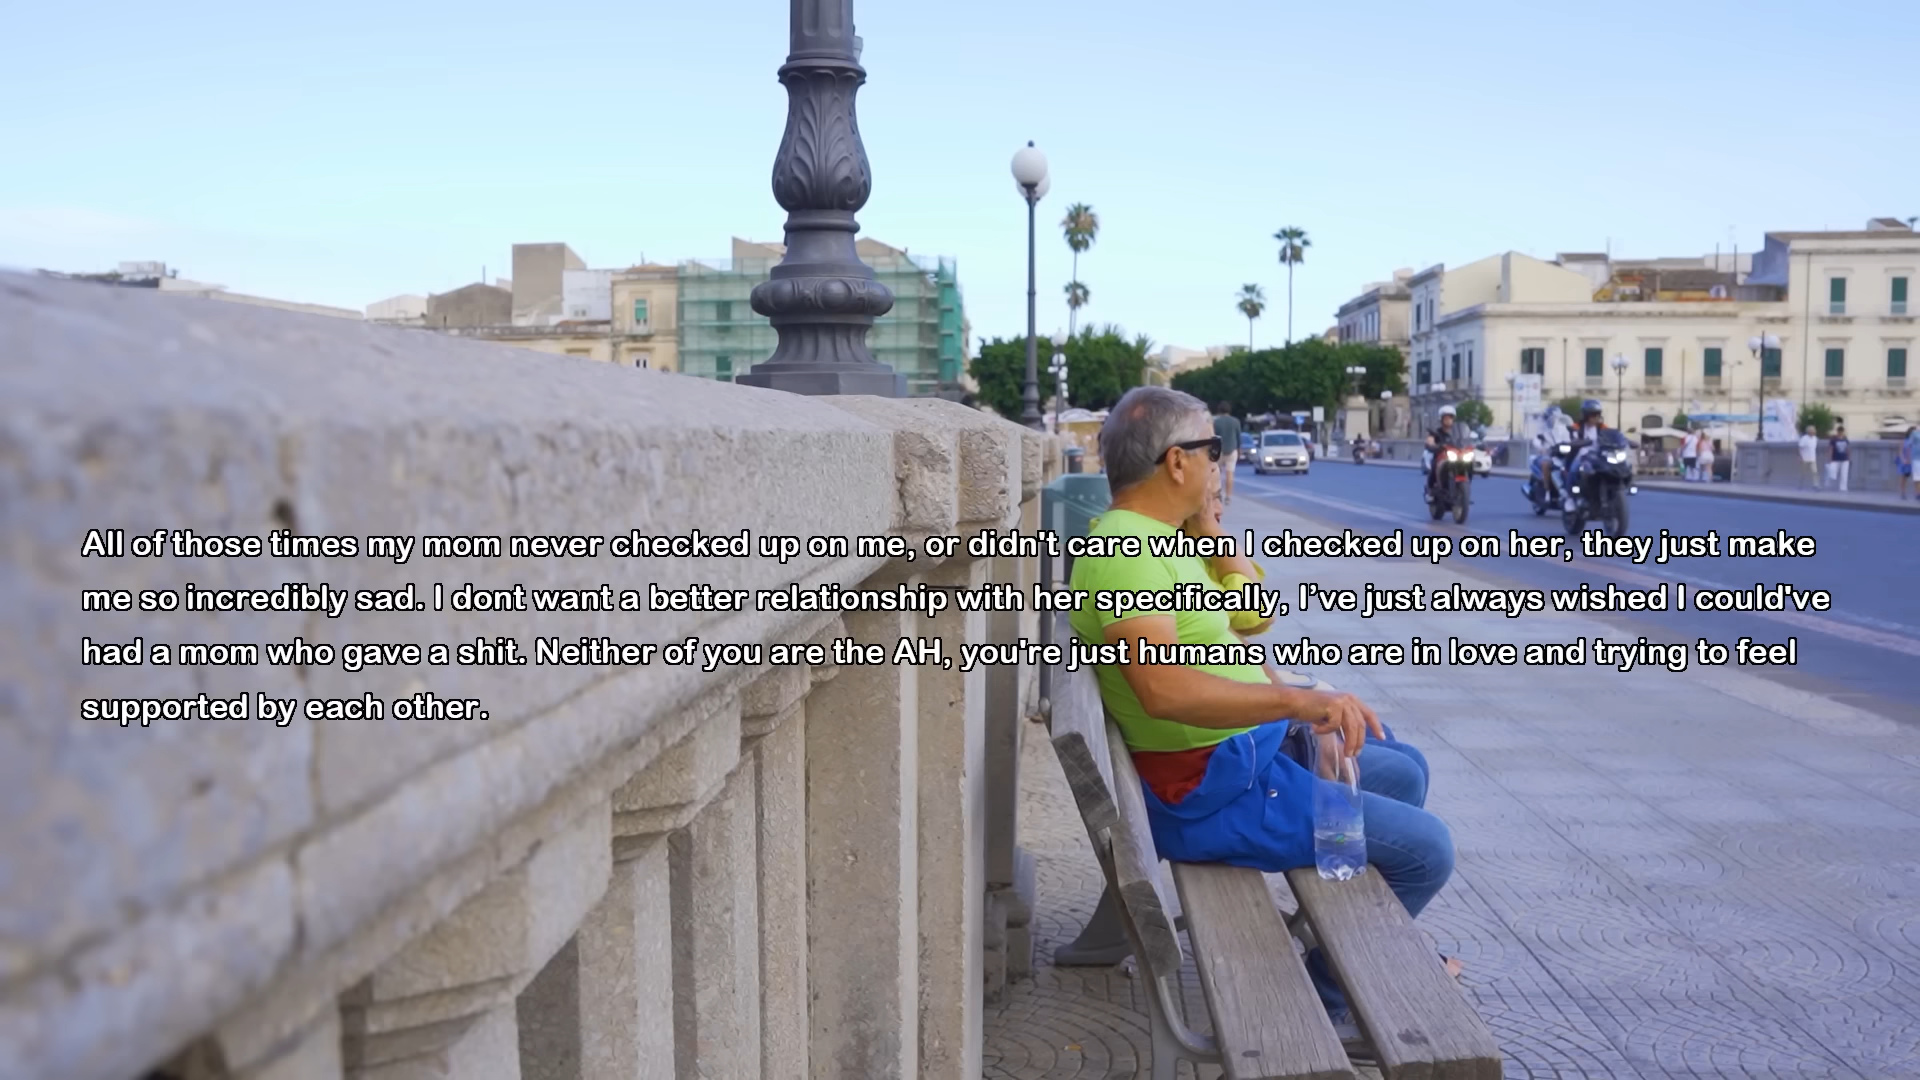 All of those times my mom never checked up on me, or didn't care when I checked up on her, they just make
me so incredibly sad. I dont want a better relationship with her specifically, I’ve just always wished I could've
had a mom who gave a shit. Neither of you are the AH, you're just humans who are in love and trying to feel
supported by each other.